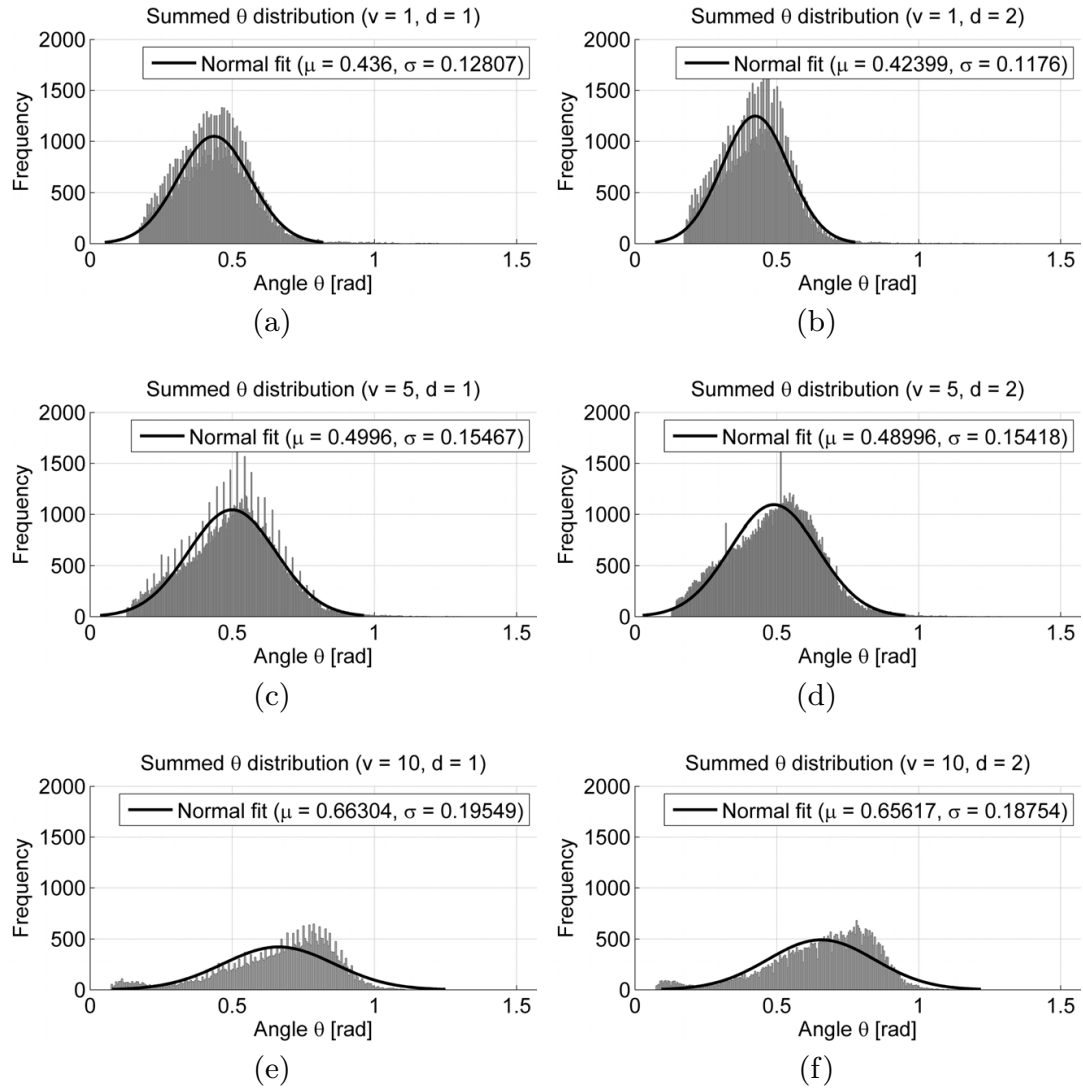 Summed θ distribution (v = 1, d = 1)
2000
1500
1000
500
0
Frequency
Normal fit (μ = 0.436, σ = 0.12807)
0 0.5 1 1.5
Angle θ [rad]
(a)
Summed θ distribution (v = 1, d = 2)
2000
1500
1000
500
0
Frequency
Normal fit (μ = 0.42399, σ = 0.1176)
0 0.5 1 1.5
Angle θ [rad]
(b)
Summed θ distribution (v = 5, d = 1)
2000
1500
1000
500
0
Frequency
Normal fit (μ = 0.4996, σ = 0.15467)
0 0.5 1 1.5
Angle θ [rad]
(c)
Summed θ distribution (v = 5, d = 2)
2000
1500
1000
500
0
Frequency
Normal fit (μ = 0.48996, σ = 0.15418)
0 0.5 1 1.5
Angle θ [rad]
(d)
Summed θ distribution (v = 10, d = 1)
2000
1500
1000
500
0
Frequency
Normal fit (μ = 0.66304, σ = 0.19549)
0 0.5 1 1.5
Angle θ [rad]
(e)
Summed θ distribution (v = 10, d = 2)
2000
1500
1000
500
0
Frequency
Normal fit (μ = 0.65617, σ = 0.18754)
0 0.5 1 1.5
Angle θ [rad]
(f)